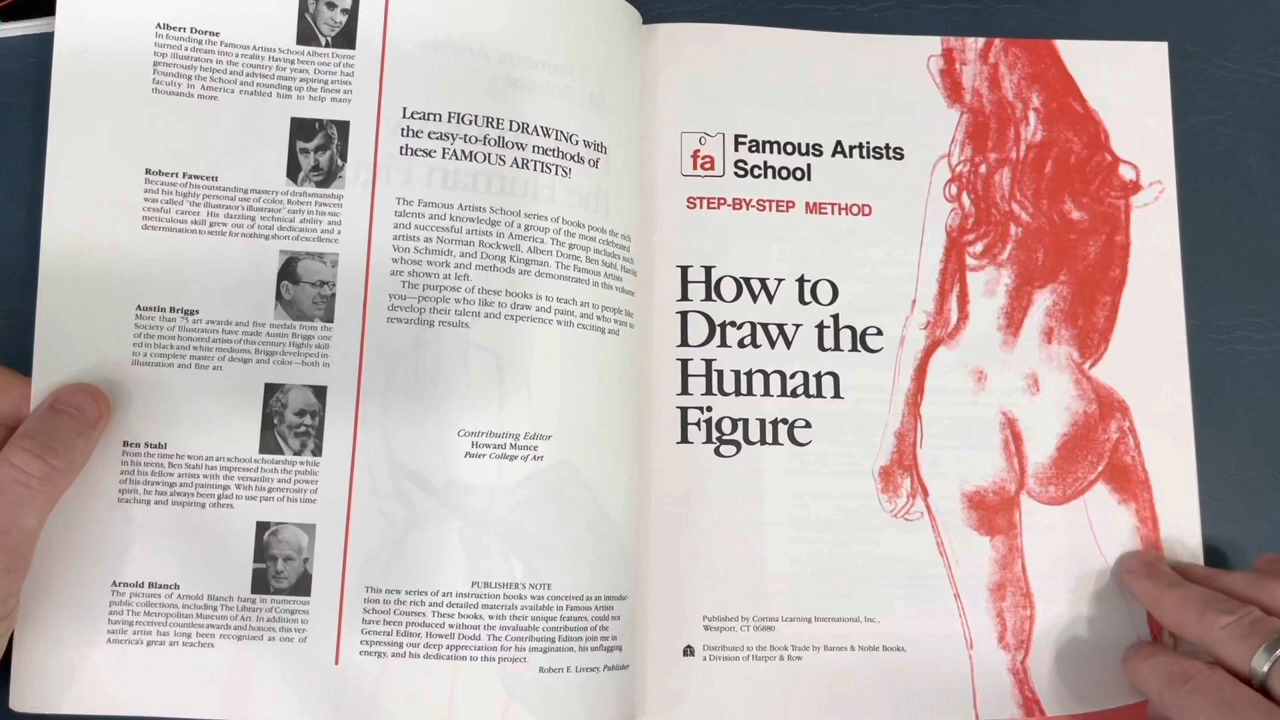 Albert Dorne
In founding the Famous Artists School Albert Dorne
turned a dream into a reality. Having been one of the
top illustrators in the country for years, Dorne had
generously helped and advised many aspiring artists.
Founding the School and rounding up the finest art
faculty in America enabled him to help many
thousands more.
Robert Fawcett
Because of his outstanding mastery of draftsmanship
and his highly personal use of color, Robert Fawcett
was called "the illustrator's illustrator" early in his suc-
cessful career. His dazzling technical ability and
meticulous skill grew out of total dedication and a
determination to settle for nothing short of excellence.
Austin Briggs
More than 75 art awards and five medals from the
Society of Illustrators have made Austin Briggs one
of the most honored artists of this century. Highly skill-
ed in black and white mediums, Briggs developed in-
to a complete master of design and color—both in
illustration and fine art.
Ben Stahl
From the time he won an art school scholarship while
in his teens, Ben Stahl has impressed both the public
and his fellow artists with the versatility and power
of his drawings and paintings. With his generosity of
spirit, he has always been glad to use part of his time
teaching and inspiring others.
Arnold Blanch
The pictures of Arnold Blanch hang in numerous
public collections, including The Library of Congress
and The Metropolitan Museum of Art. In addition to
having received countless awards and honors, this ver-
satile artist has long been recognized as one of
America's great art teachers.
Learn FIGURE DRAWING with
the easy-to-follow methods of
these FAMOUS ARTISTS!
The Famous Artists School series of books pools the rich
talents and knowledge of a group of the most celebrated
and successful artists in America. The group includes such
artists as Norman Rockwell, Albert Dorne, Ben Stahl, Harold
Von Schmidt, and Dong Kingman. The Famous Artists
whose work and methods are demonstrated in this volume
are shown at left.
The purpose of these books is to teach art to people like
you—people who like to draw and paint, and who want to
develop their talent and experience with exciting and
rewarding results.
Contributing Editor
Howard Munce
Paier College of Art
PUBLISHER'S NOTE
This new series of art instruction books was conceived as an introduc-
tion to the rich and detailed materials available in Famous Artists
School Courses. These books, with their unique features, could not
have been produced without the invaluable contribution of the
General Editor, Howell Dodd. The Contributing Editors join me in
expressing our deep appreciation for his imagination, his unflagging
energy, and his dedication to this project.
Robert E. Livesey, Publisher
fa
Famous Artists
School
STEP-BY-STEP METHOD
How to
Draw the
Human
Figure
Published by Cortina Learning International, Inc.,
Westport, CT 06880
Distributed to the Book Trade by Barnes & Noble Books,
a Division of Harper & Row